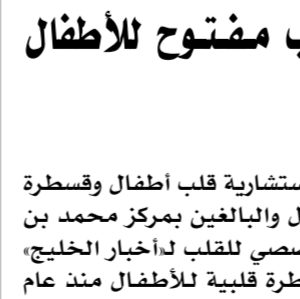 مفتوح للأطفال
ستشارية قلب أطفال وقسطرة
والبالغين بمركز محمد بن
صصي للقلب لـ«أخبار الخليج»
طرة قلبية للأطفال منذ عام